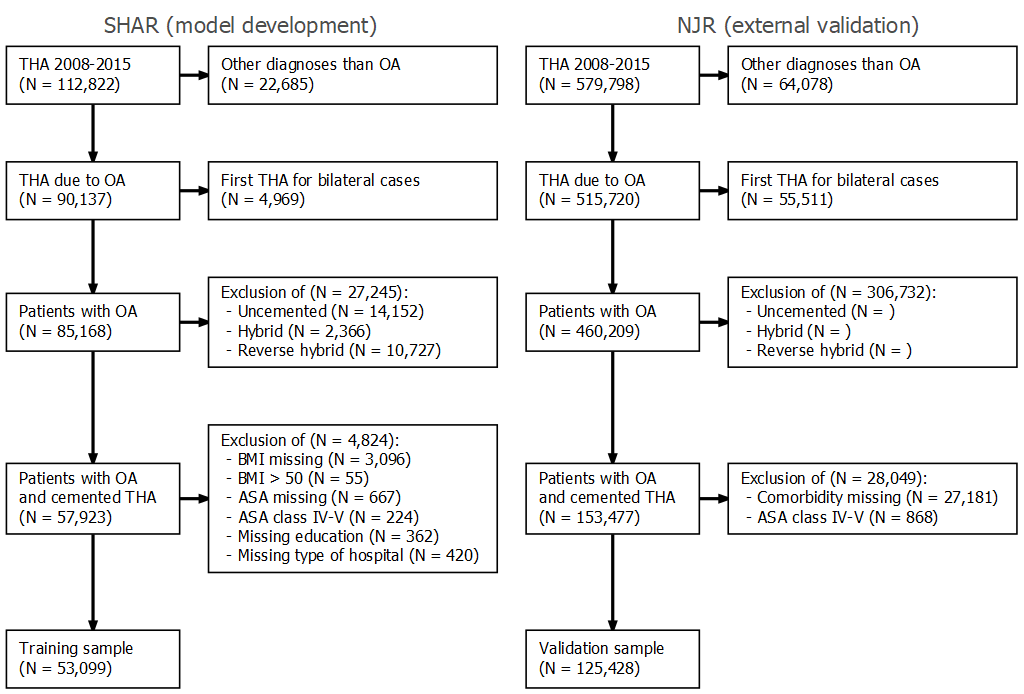 SHAR (model development)
THA 2008-2015
(N = 112,822)
Other diagnoses than OA
(N = 22,685)
THA due to OA
(N = 90,137)
First THA for bilateral cases
(N = 4,969)
Patients with OA
(N = 85,168)
Exclusion of (N = 27,245):
- Uncemented (N = 14,152)
- Hybrid (N = 2,366)
- Reverse hybrid (N = 10,727)
Patients with OA
and cemented THA
(N = 57,923)
Exclusion of (N = 4,824):
- BMI missing (N = 3,096)
- BMI > 50 (N = 55)
- ASA missing (N = 667)
- ASA class IV-V (N = 224)
- Missing education (N = 362)
- Missing type of hospital (N = 420)
Training sample
(N = 53,099)
NJR (external validation)
THA 2008-2015
(N = 579,798)
Other diagnoses than OA
(N = 64,078)
THA due to OA
(N = 515,720)
First THA for bilateral cases
(N = 55,511)
Patients with OA
(N = 460,209)
Exclusion of (N = 306,732):
- Uncemented (N = )
- Hybrid (N = )
- Reverse hybrid (N = )
Patients with OA
and cemented THA
(N = 153,477)
Exclusion of (N = 28,049):
- Comorbidity missing (N = 27,181)
- ASA class IV-V (N = 868)
Validation sample
(N = 125,428)